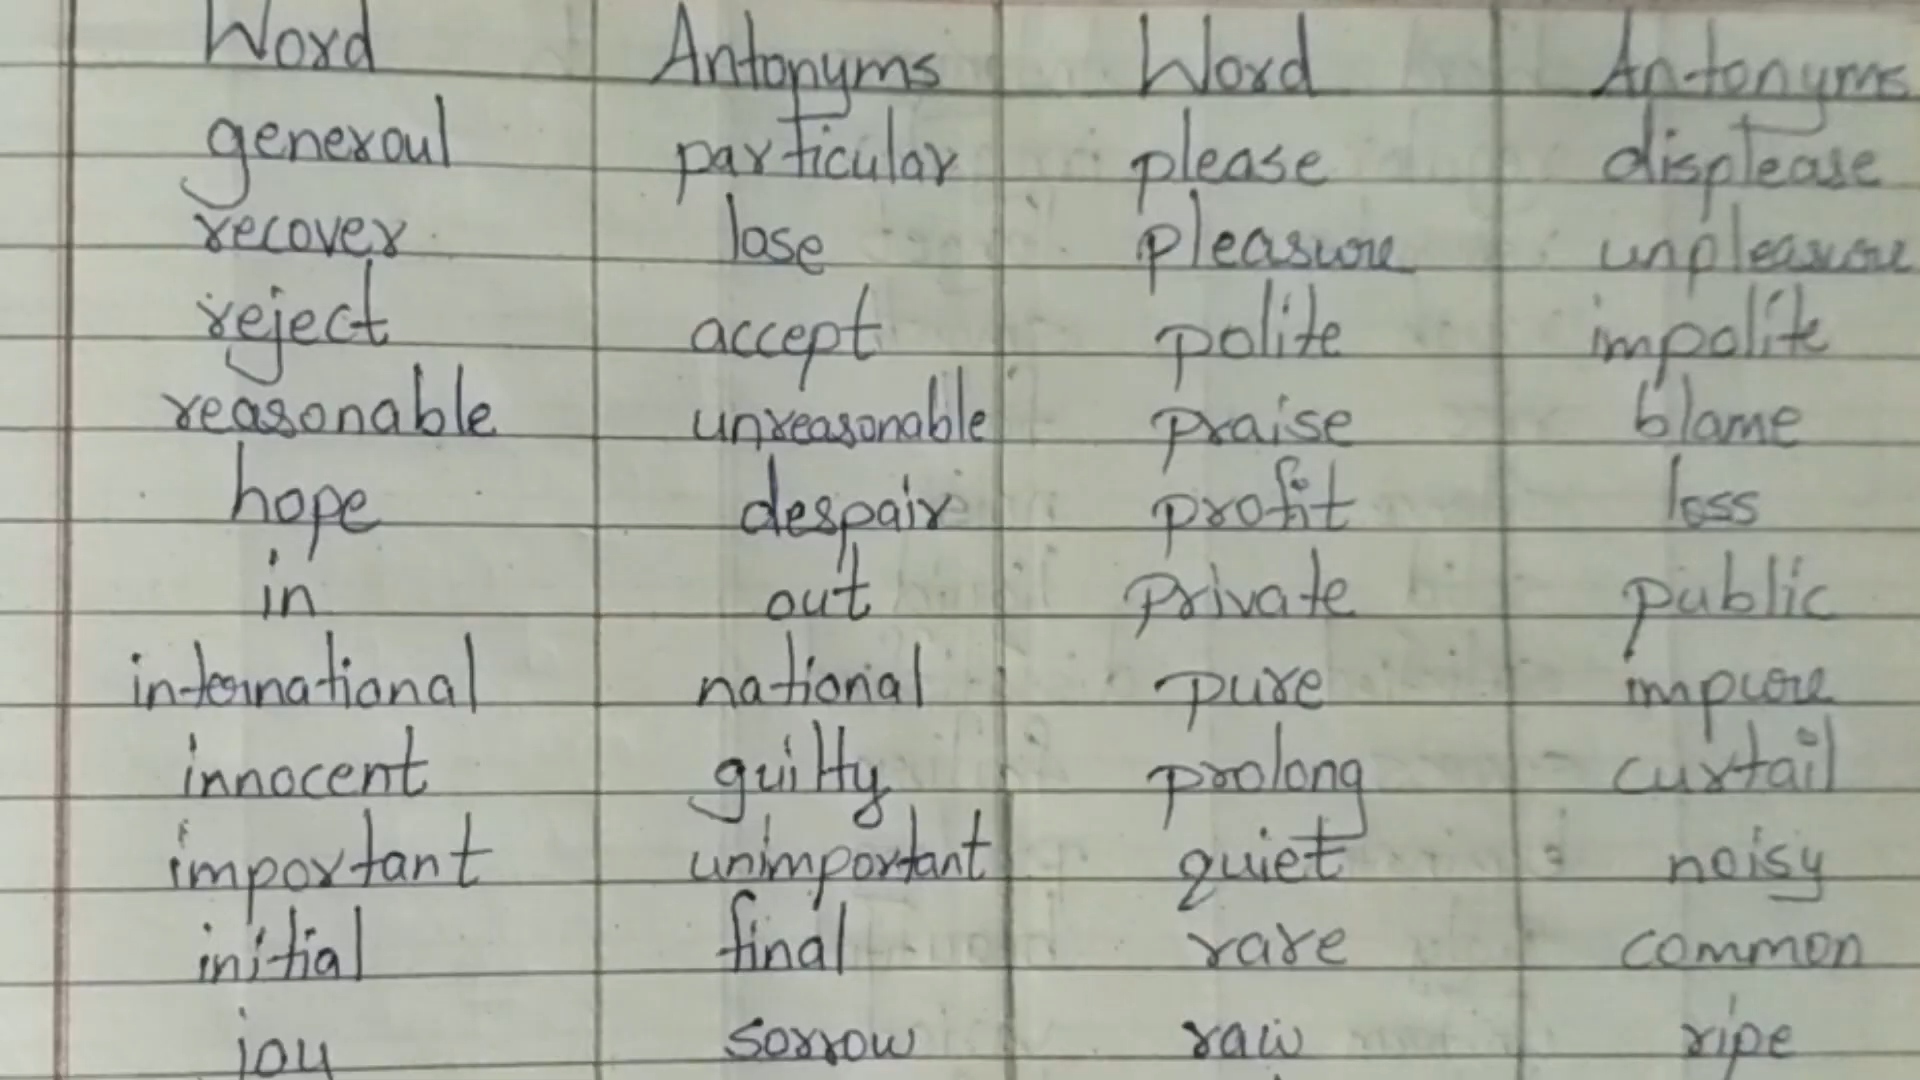 Word Antonyms Word Antonyms
generoul particular please displease
recover lose pleasure unpleasure
reject accept polite impolite
reasonable unreasonable praise blame
hope despair profit loss
in out private public
international national pure impure
innocent guilty prolong curtail
important unimportant quiet noisy
initial final rare common
joy sorrow raw ripe